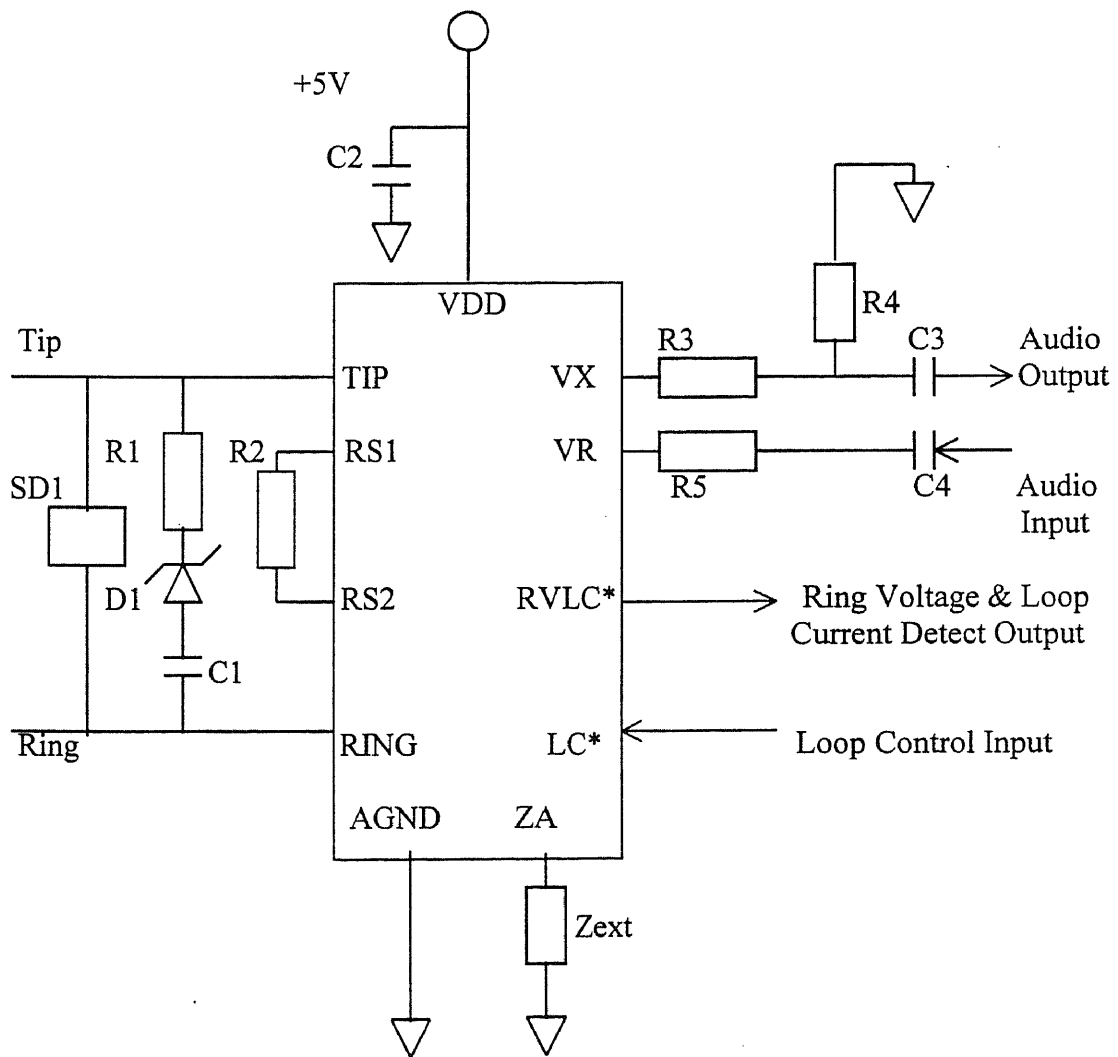 +5V
C2
VDD
R4
Tip
R3
C3
Audio
Output
TIP
VX
R1
R2
RS1
VR
SD1
R5
C4
Audio
Input
D1
RS2
RVLC*
Ring Voltage & Loop
Current Detect Output
C1
Ring
RING
LC*
Loop Control Input
AGND
ZA
Zext